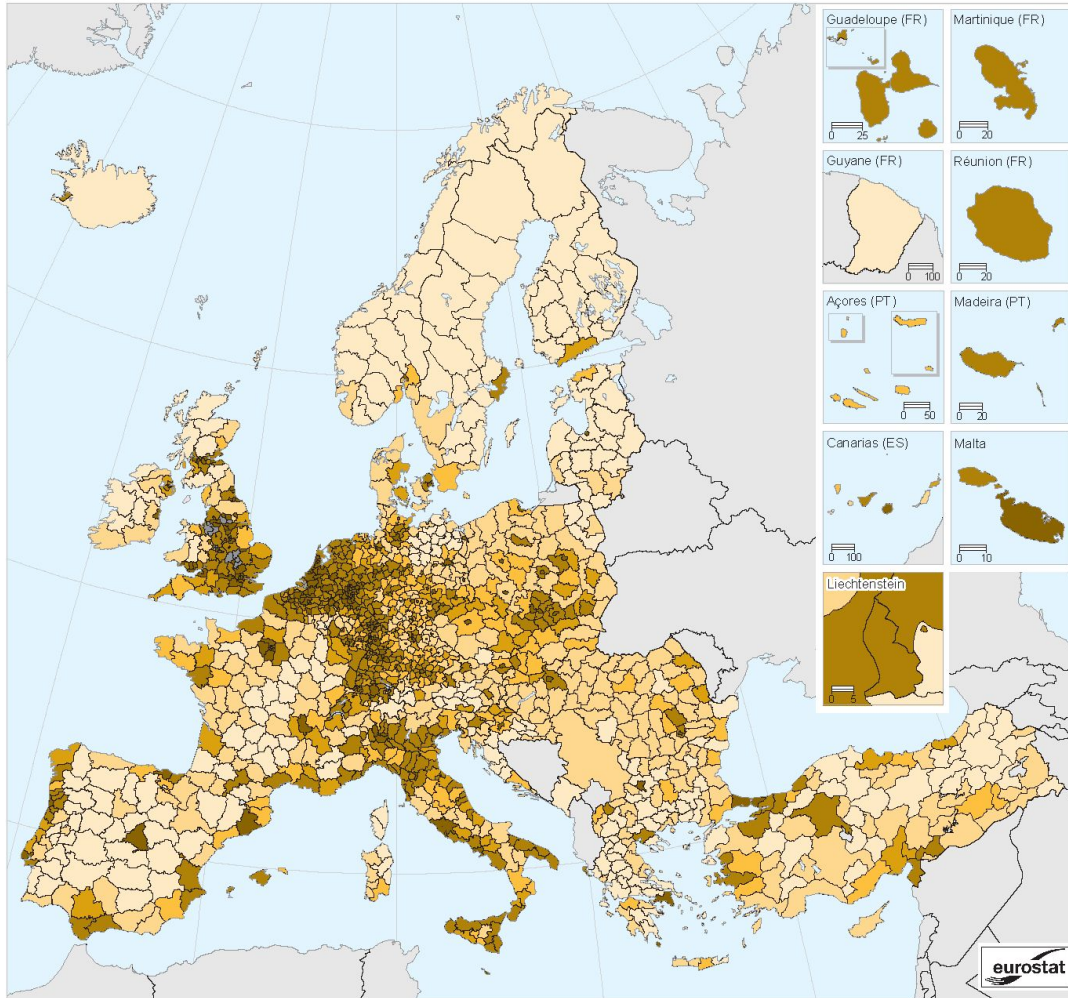 Guadeloupe (FR)
Martinique (FR)
0 25
0 20
Guyane (FR)
Réunion (FR)
0 100
0 20
Açores (PT)
Madeira (PT)
0 50
0 20
Canarias (ES)
Malta
0 100
0 10
Liechtenstein
0 5
eurostat